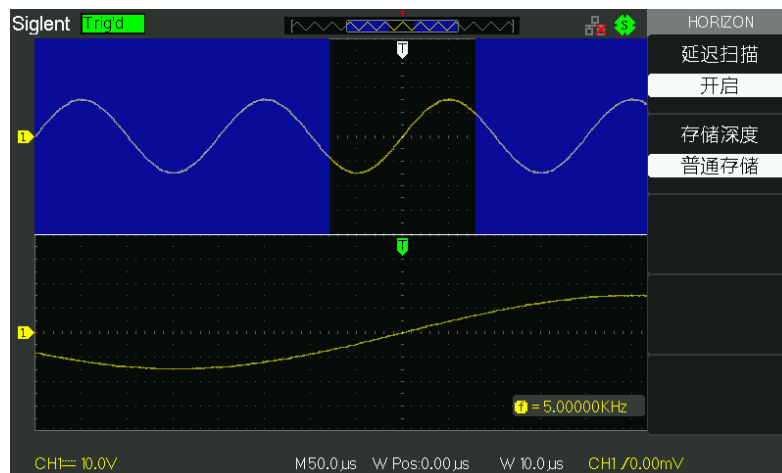 Siglent Trig'd
HORIZON
延迟扫描
开启
存储深度
普通存储
T
S
1
T
1
f = 5.00000KHz
CH1 10.0V M 50.0μs W Pos:0.00μs W 10.0μs CH1 /0.00mV